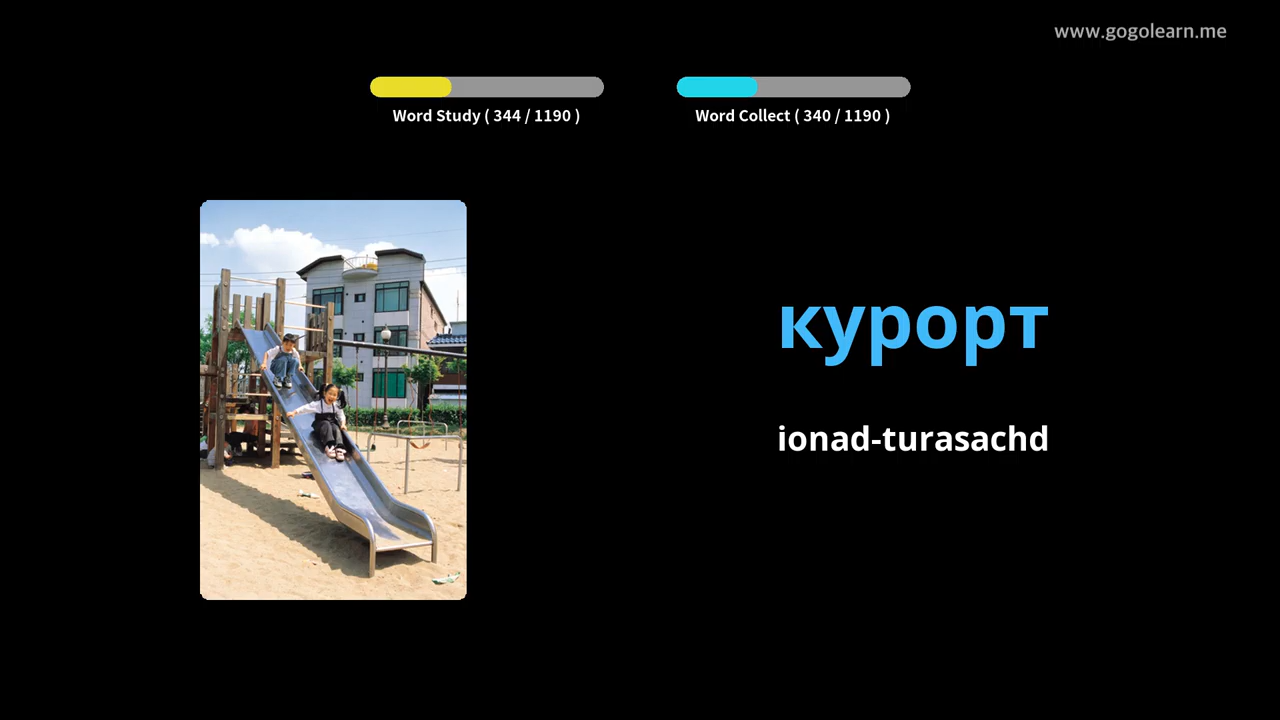 www.gogolearn.me
Word Study ( 344 / 1190 )
Word Collect ( 340 / 1190 )
курорт
ionad-turasachd